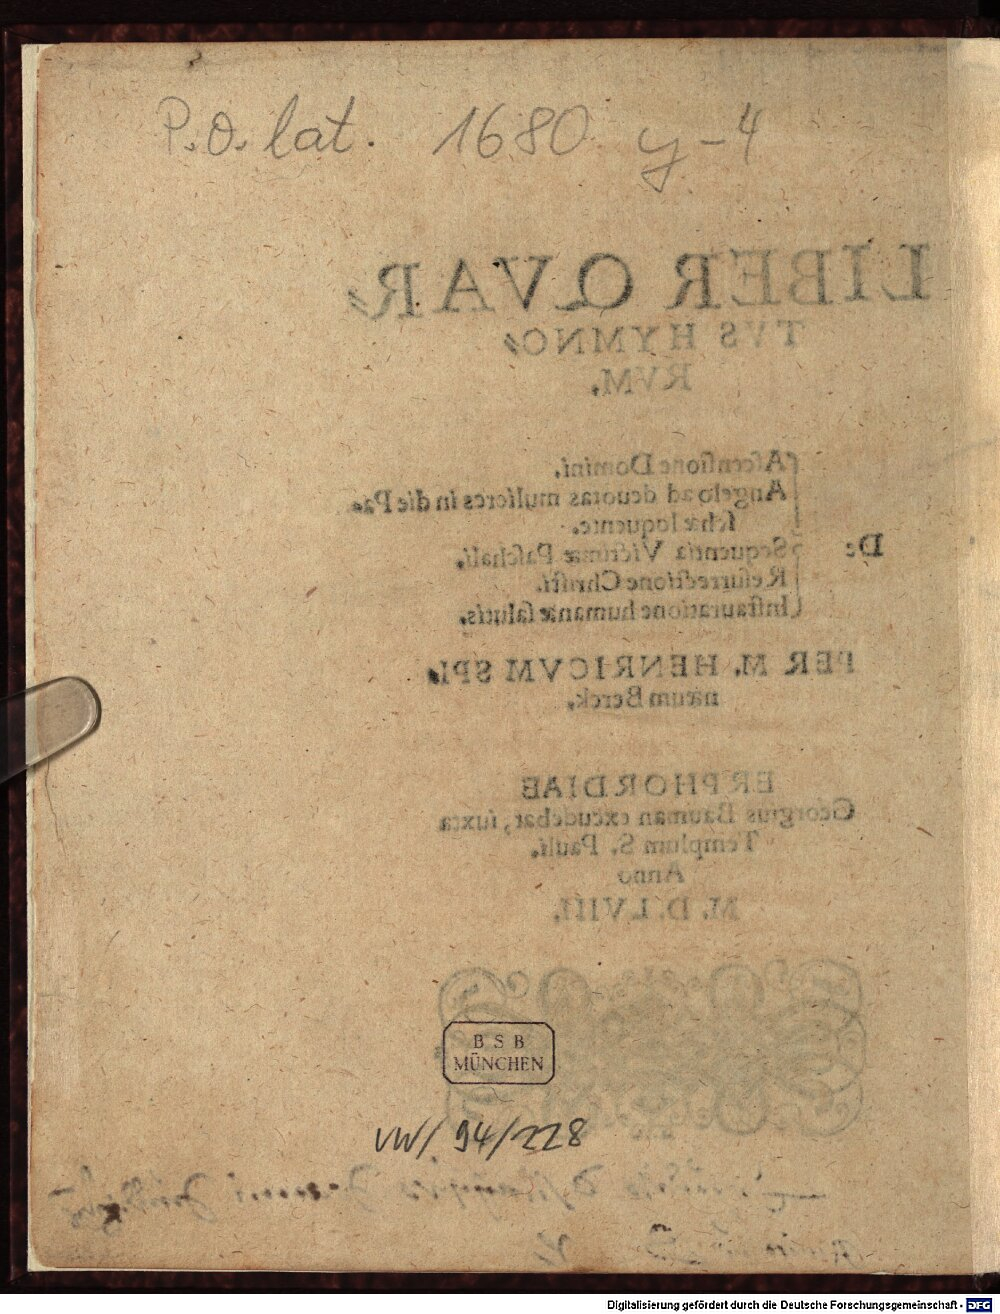 P.o. lat. 1680 y-4
LIBER QVAR⸗
TVS HYMNO⸗
RVM.
Aſcenſione Domini.
Angelo ad deuotas mulieres in die Pa⸗
ſchæ loquente.
De
Sequentia Victimæ Paſchali.
Reſurrectione Chriſti.
Inſtauratione humanæ ſalutis.
PER M. HENRICVM SPI⸗
næum Berck.
ERPHORDIAE
Georgius Bauman excudebat, iuxta
Templum S. Pauli.
Anno
M. D. LVIII.
BSB
MÜNCHEN
VM/ 94/228
Digitalisierung gefördert durch die Deutsche Forschungsgemeinschaft - DFG